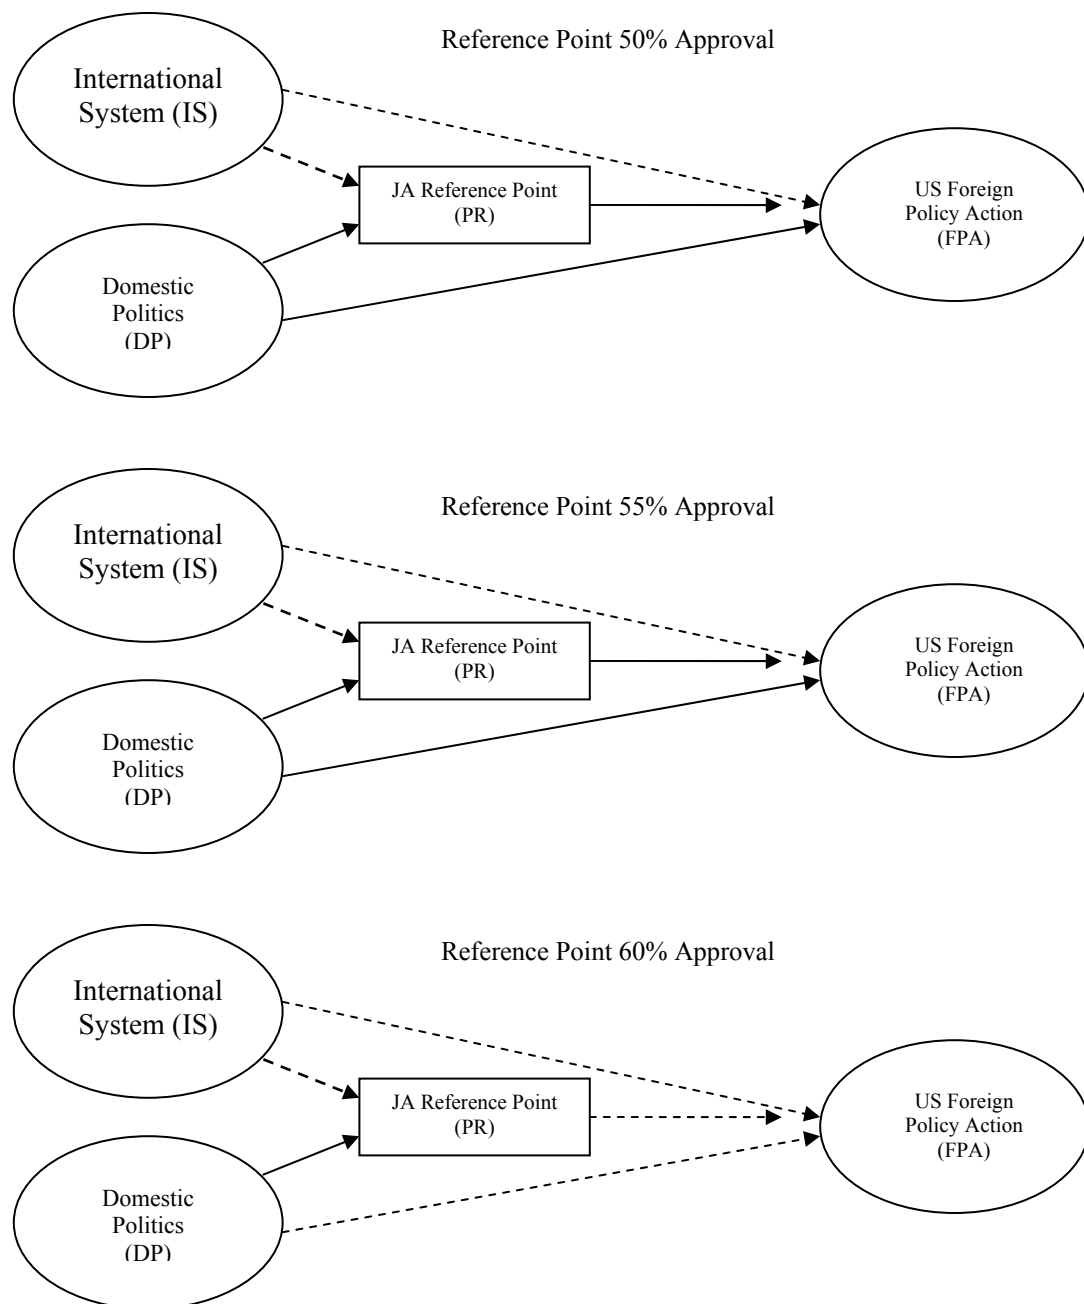 Reference Point 50% Approval
International
System (IS)
JA Reference Point
(PR)
US Foreign
Policy Action
(FPA)
Domestic
Politics
(DP)
Reference Point 55% Approval
International
System (IS)
JA Reference Point
(PR)
US Foreign
Policy Action
(FPA)
Domestic
Politics
(DP)
Reference Point 60% Approval
International
System (IS)
JA Reference Point
(PR)
US Foreign
Policy Action
(FPA)
Domestic
Politics
(DP)